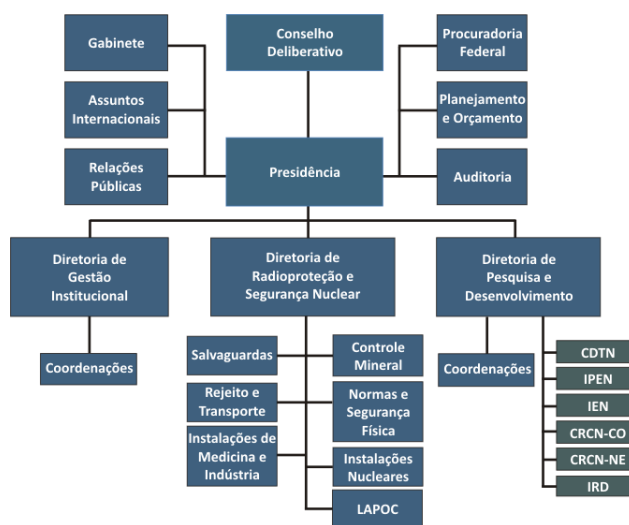 Gabinete
Conselho
Deliberativo
Procuradoria
Federal
Assuntos
Internacionais
Planejamento
e Orçamento
Relações
Públicas
Presidência
Auditoria
Diretoria de
Gestão
Institucional
Diretoria de
Radioproteção e
Segurança Nuclear
Diretoria de
Pesquisa e
Desenvolvimento
Coordenações
Salvaguardas
Controle
Mineral
Rejeito e
Transporte
Normas e
Segurança
Física
Instalações de
Medicina e
Indústria
Instalações
Nucleares
LAPOC
Coordenações
CDTN
IPEN
IEN
CRCN-CO
CRCN-NE
IRD